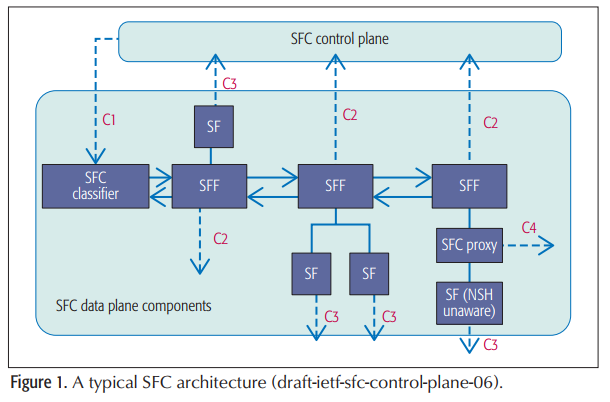 SFC control plane
C3
C1
C2
C2
SF
SFC
classifier
SFF
SFF
SFF
C2
SFC proxy
C4
SF
SF
SF (NSH
unaware)
SFC data plane components
C3
C3
C3
Figure 1. A typical SFC architecture (draft-ietf-sfc-control-plane-06).